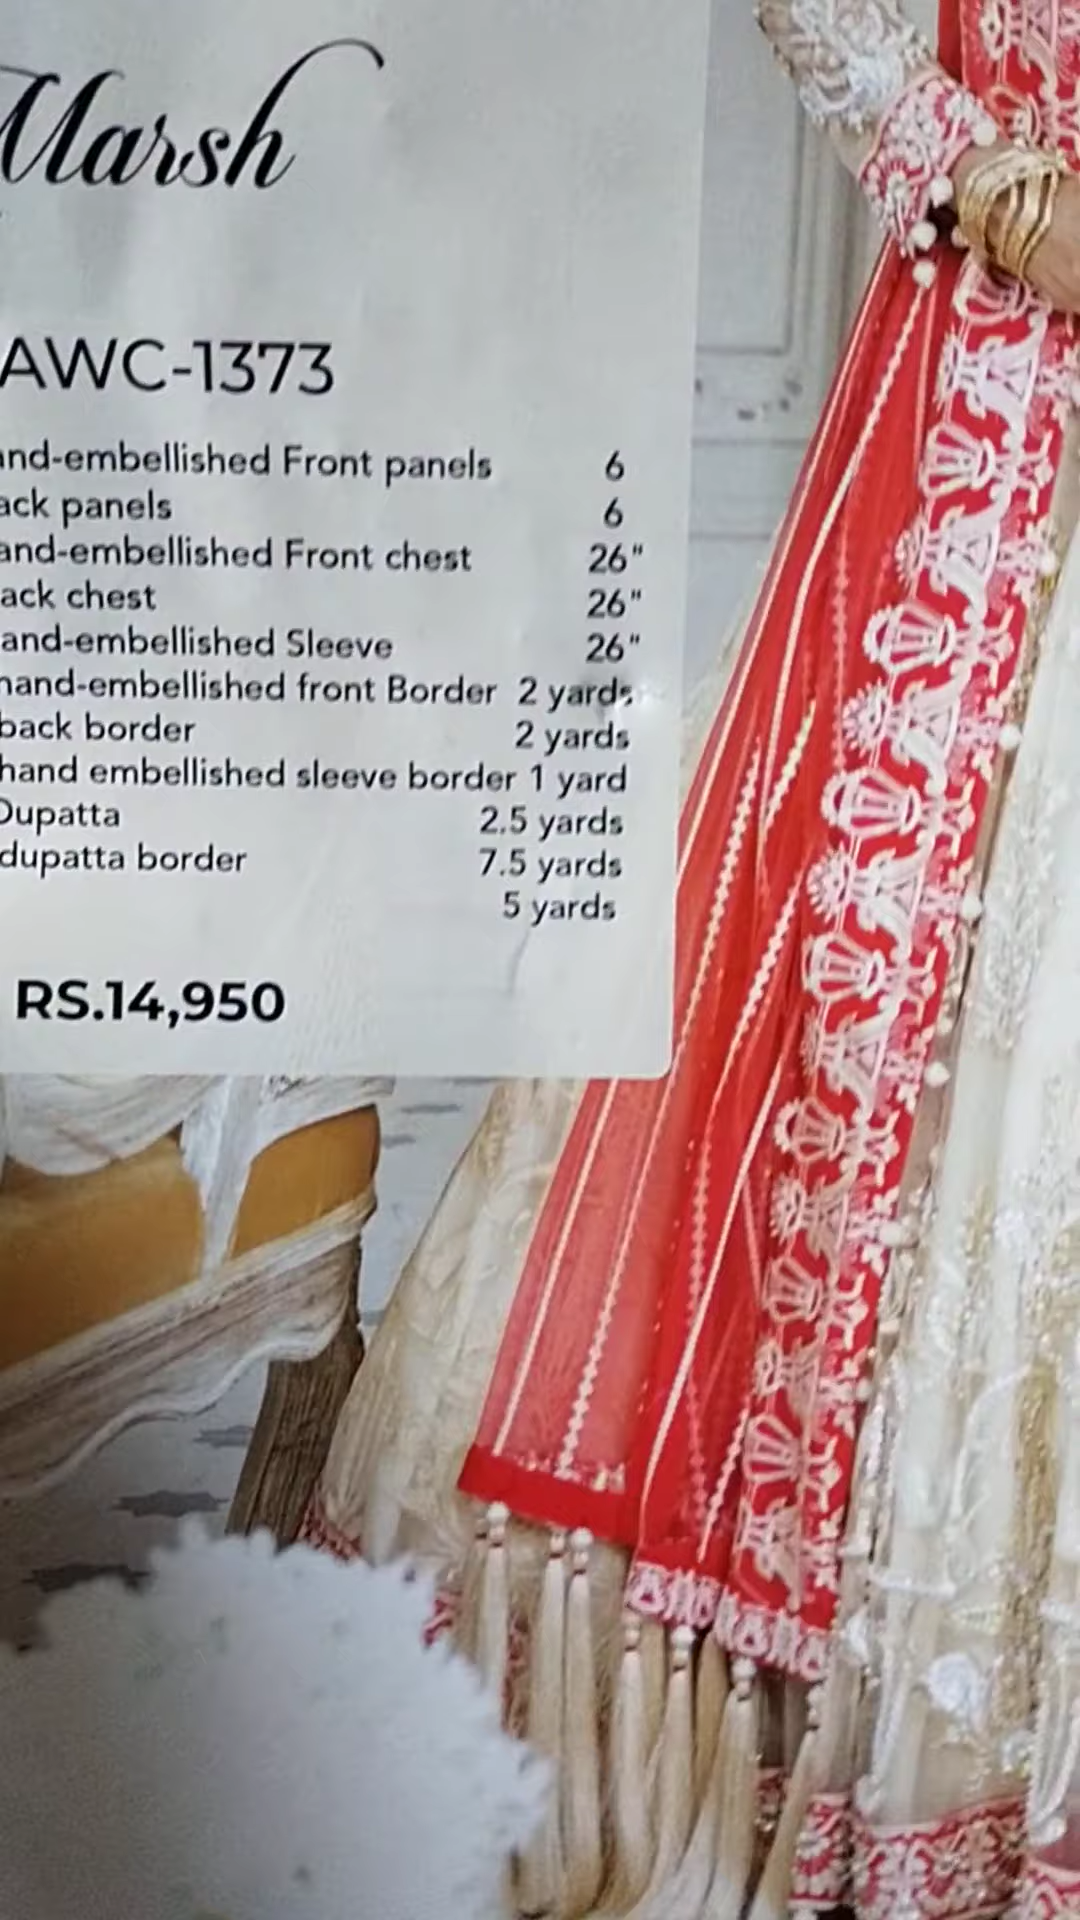 Marsh
AWC-1373
and-embellished Front panels 6
ack panels 6
and-embellished Front chest 26"
ack chest 26"
and-embellished Sleeve 26"
hand-embellished front Border 2 yards
back border 2 yards
hand embellished sleeve border 1 yard
Dupatta 2.5 yards
dupatta border 7.5 yards
5 yards
RS.14,950